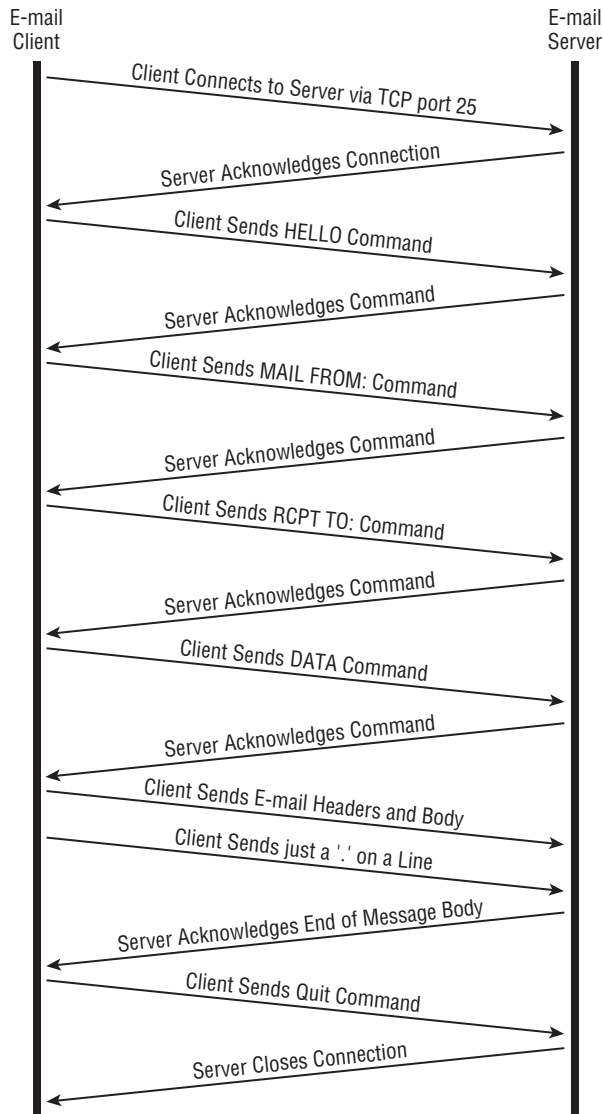 E-mail
Client
E-mail
Server
Client Connects to Server via TCP port 25
Server Acknowledges Connection
Client Sends HELLO Command
Server Acknowledges Command
Client Sends MAIL FROM: Command
Server Acknowledges Command
Client Sends RCPT TO: Command
Server Acknowledges Command
Client Sends DATA Command
Server Acknowledges Command
Client Sends E-mail Headers and Body
Client Sends just a '.' on a Line
Server Acknowledges End of Message Body
Client Sends Quit Command
Server Closes Connection